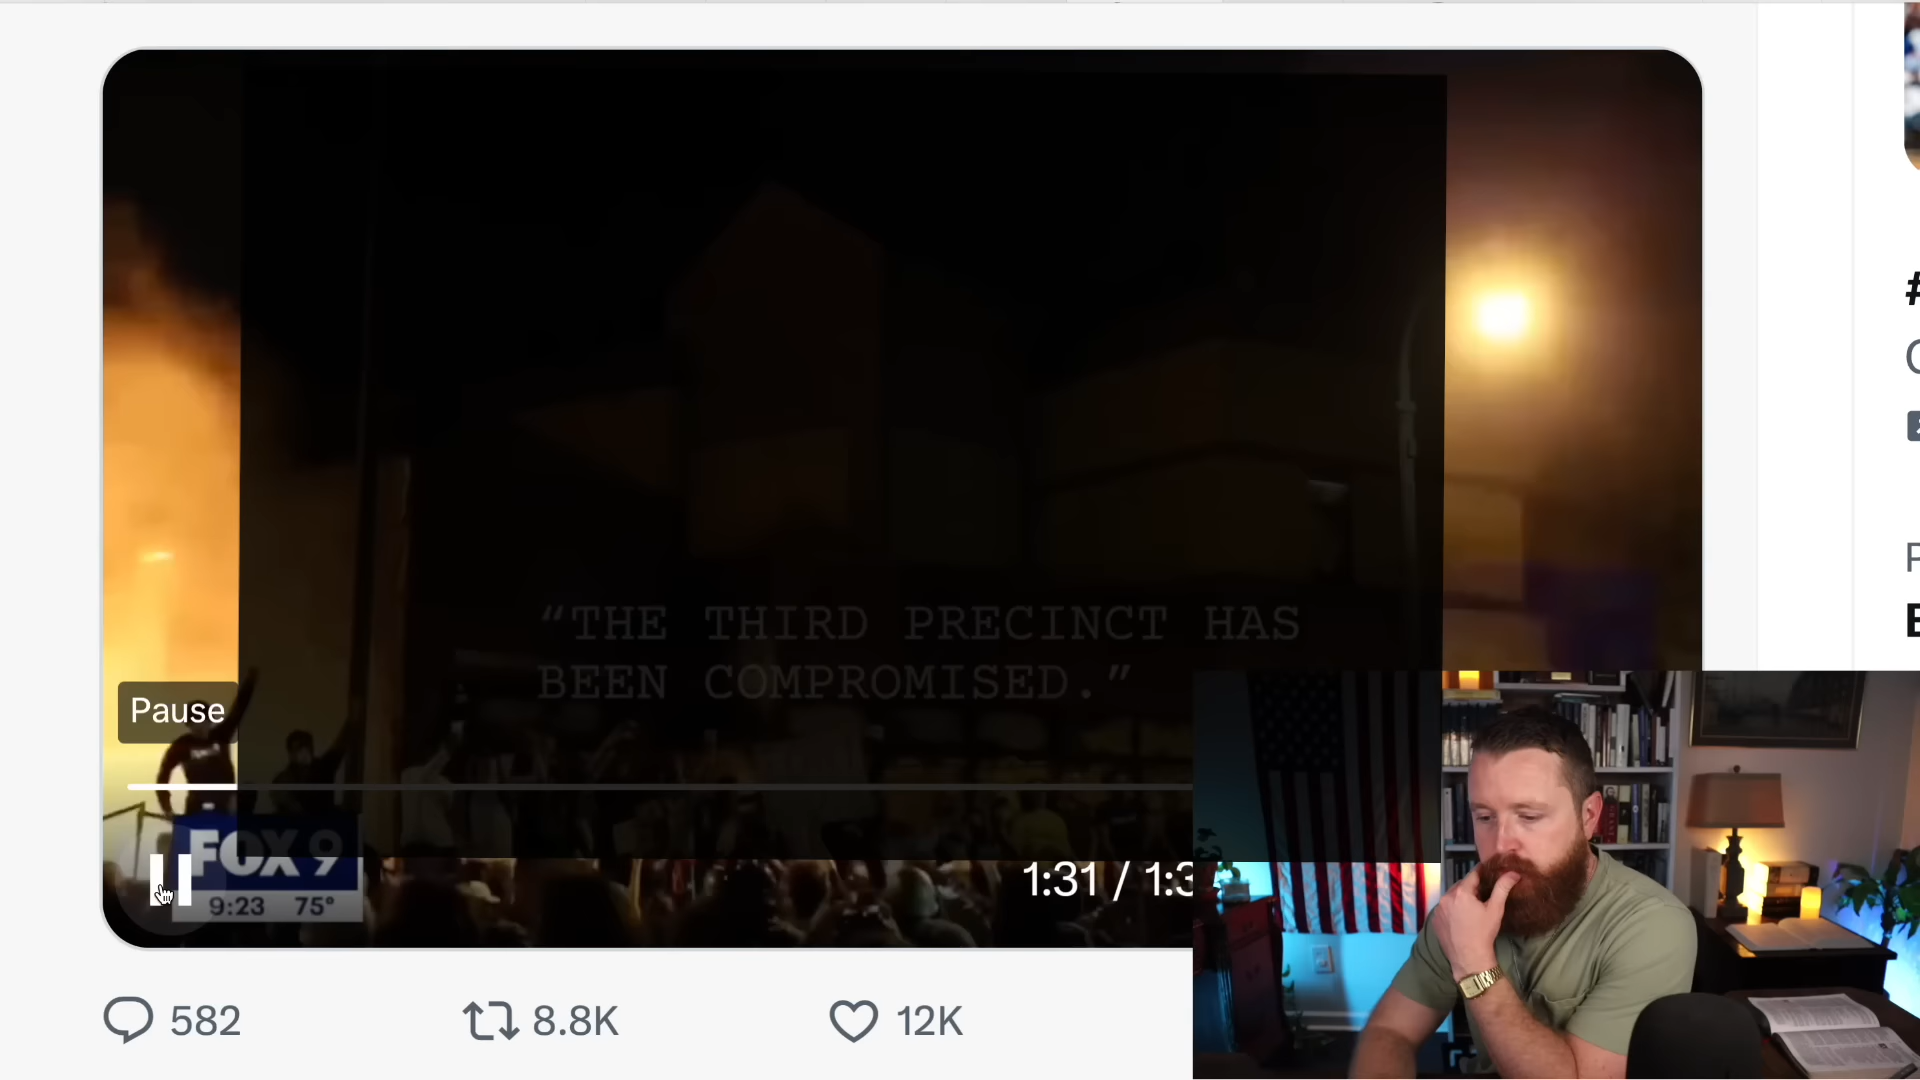 “THE THIRD PRECINCT HAS
BEEN COMPROMISED.”
Pause
FOX 9
9:23 75°
1:31 / 1:3
582
8.8K
12K
#